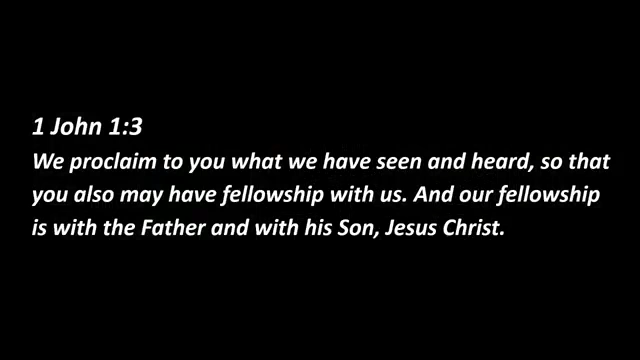 1 John 1:3
We proclaim to you what we have seen and heard, so that
you also may have fellowship with us. And our fellowship
is with the Father and with his Son, Jesus Christ.